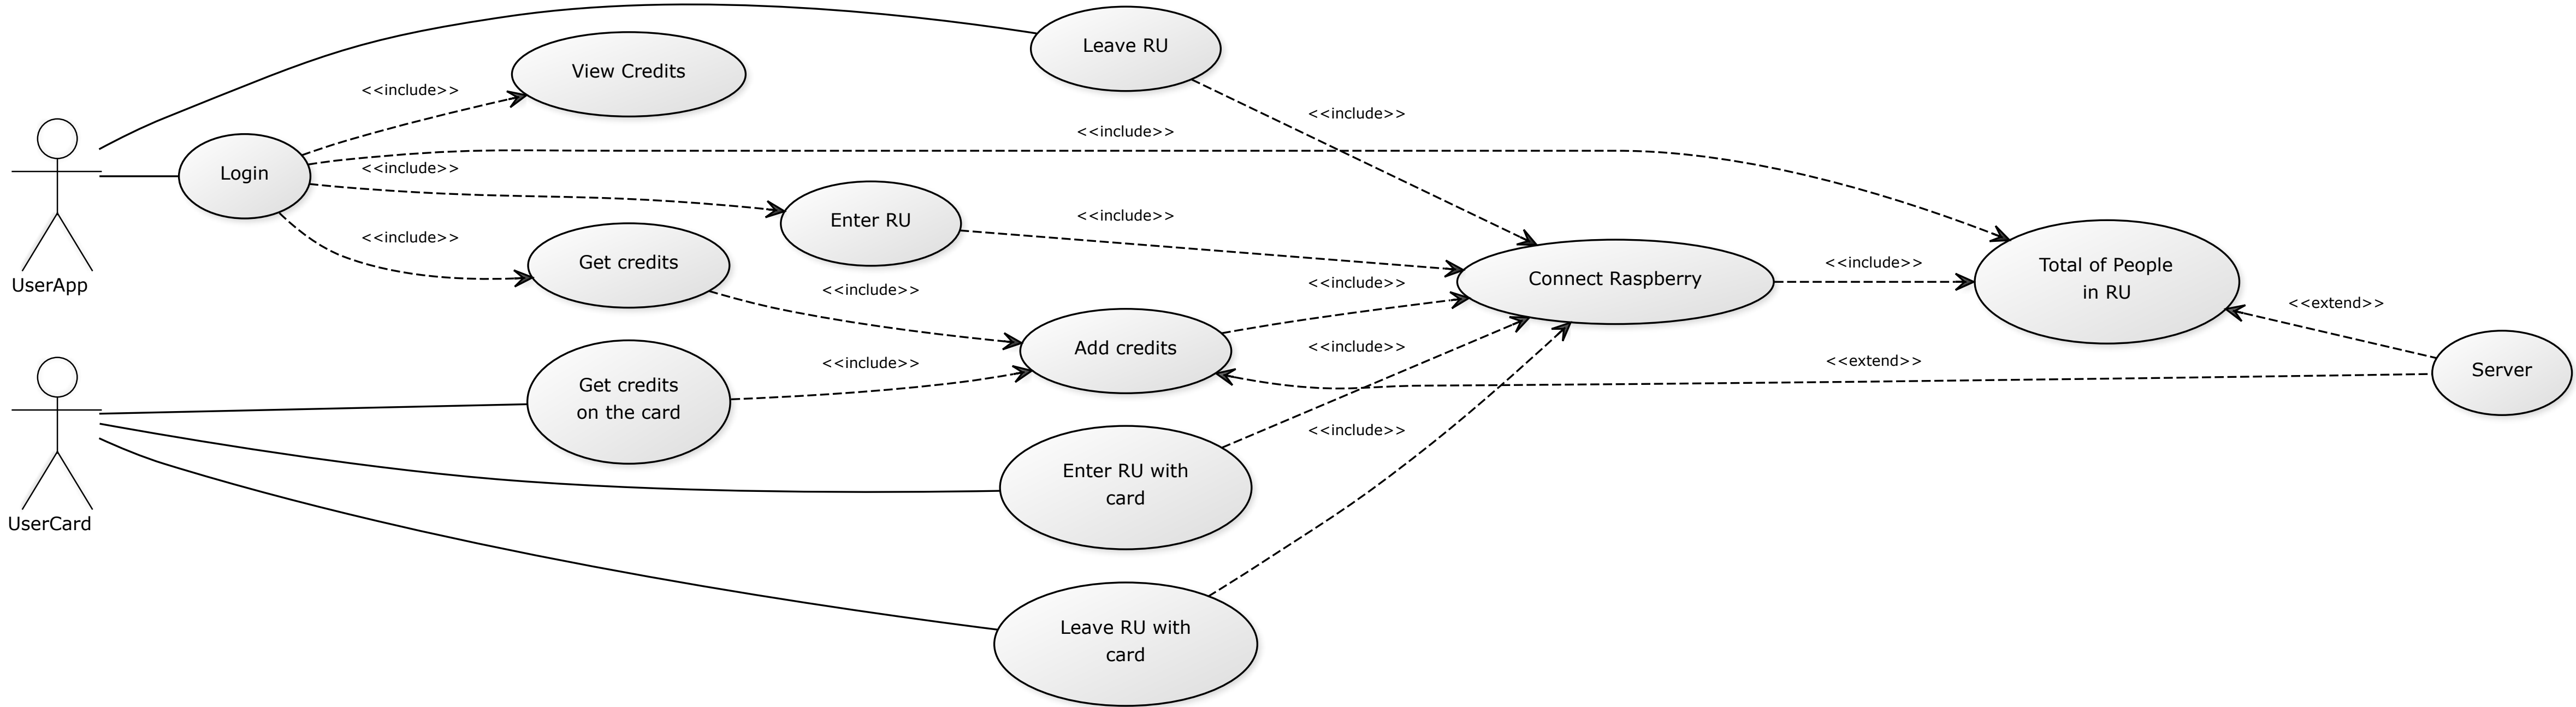 Leave RU
View Credits
<<include>>
<<include>>
<<include>>
<<include>>
Login
Enter RU
<<include>>
<<include>>
Get credits
Total of People
in RU
<<include>>
Connect Raspberry
<<include>>
UserApp
<<include>>
<<extend>>
Add credits
<<include>>
<<include>>
<<extend>>
Server
Get credits
on the card
<<include>>
Enter RU with
card
UserCard
Leave RU with
card